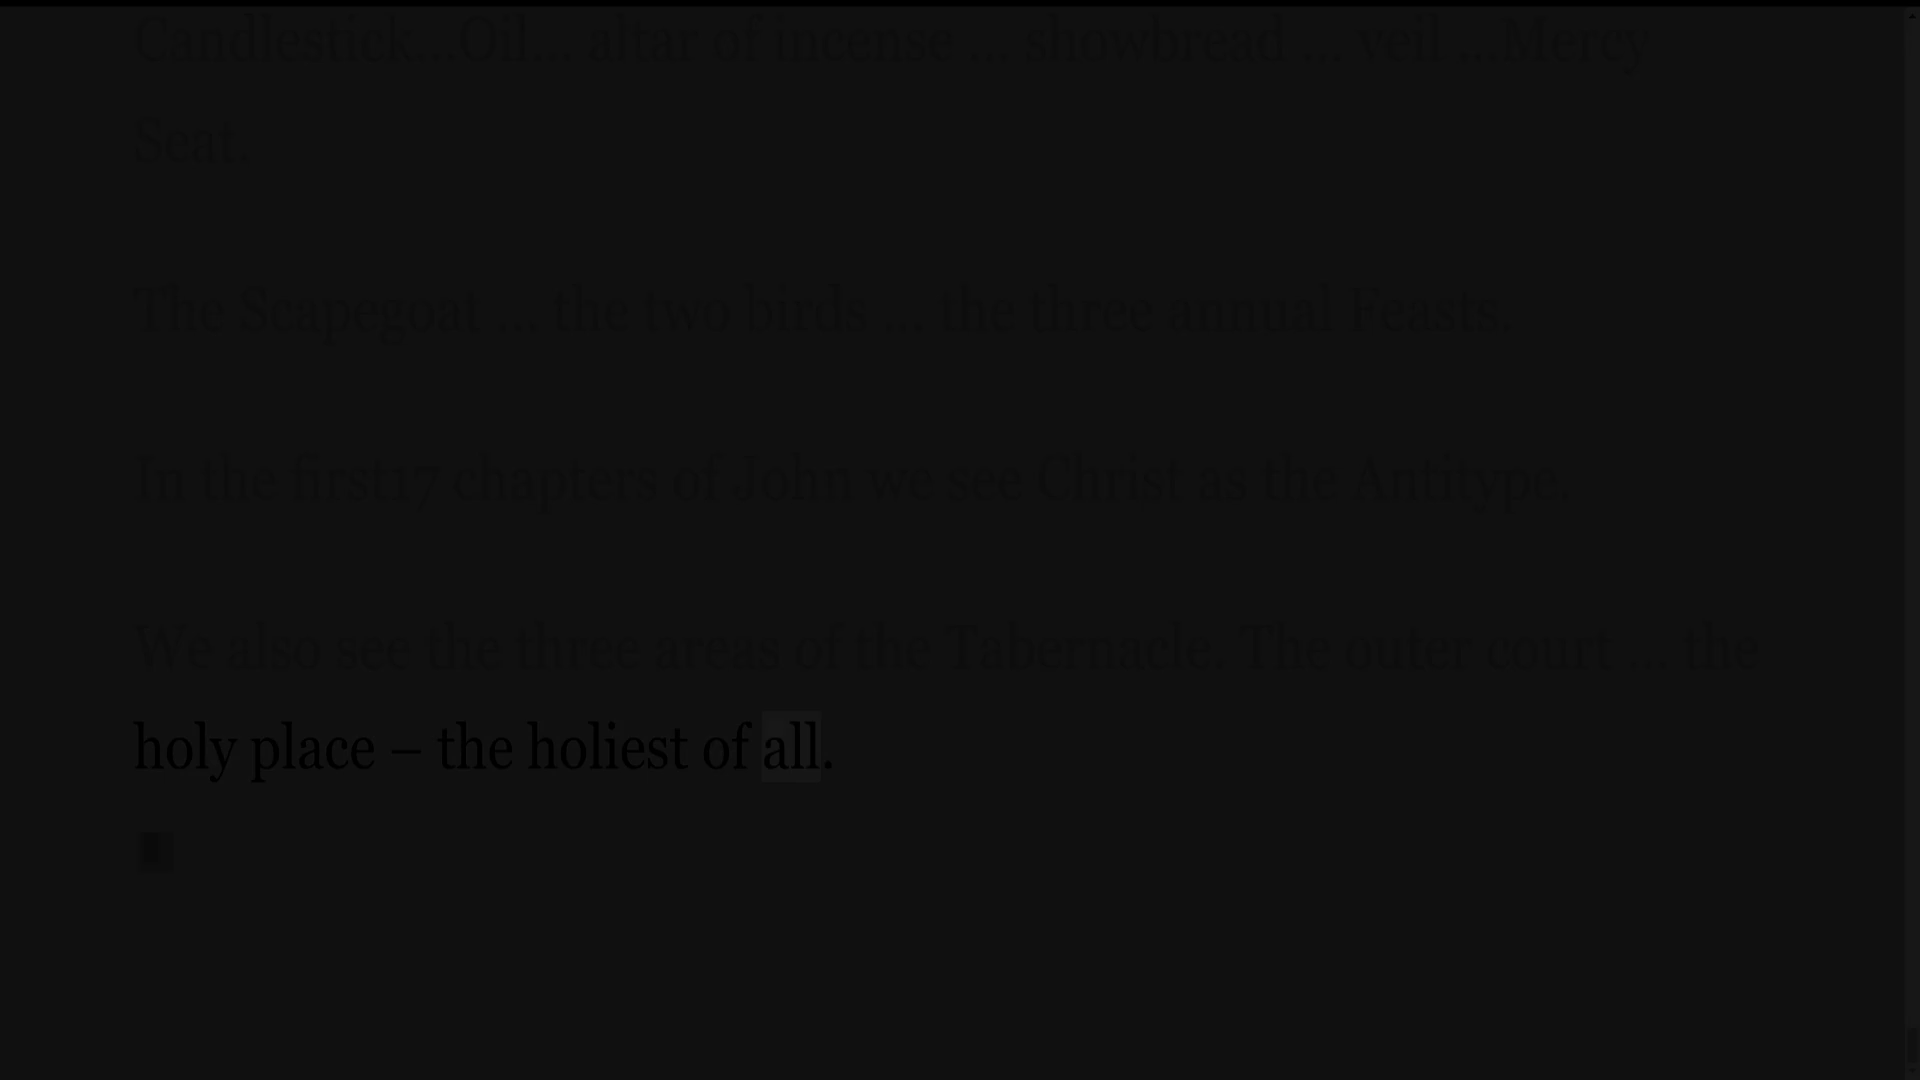 Candlestick...Oil... altar of incense ... showbread ... veil ...Mercy
Seat.
The Scapegoat ... the two birds ... the three annual Feasts.
In the first17 chapters of John we see Christ as the Antitype.
We also see the three areas of the Tabernacle. The outer court ... the
holy place – the holiest of all.